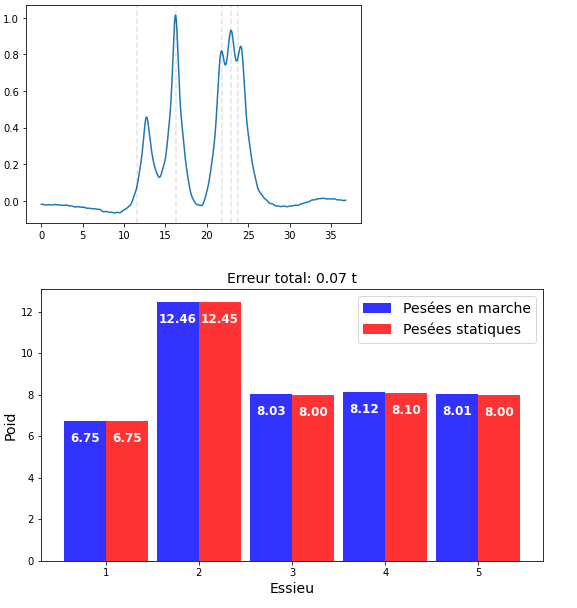 1.0
0.8
0.6
0.4
0.2
0.0
0 5 10 15 20 25 30 35
Erreur total: 0.07 t
Pesées en marche
Pesées statiques
12
10
8
6
4
2
0
6.75 6.75 12.46 12.45 8.03 8.00 8.12 8.10 8.01 8.00
Poid
1 2 3 4 5
Essieu